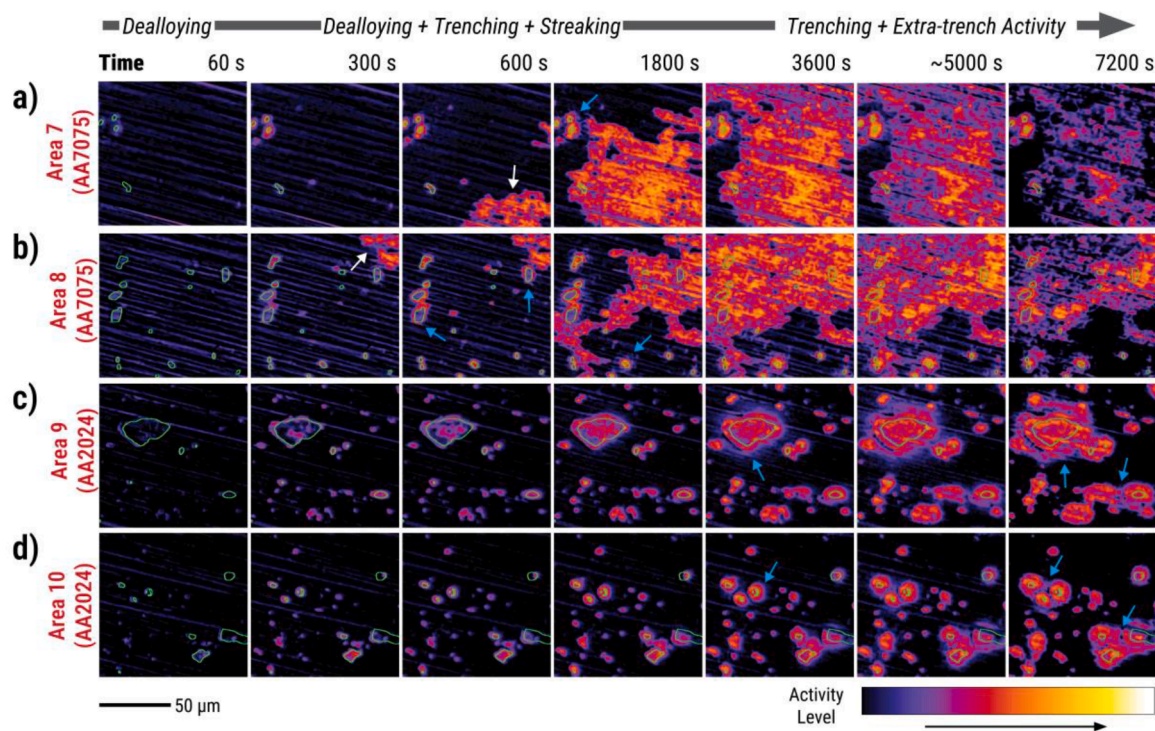 Dealloying Dealloying + Trenching + Streaking Trenching + Extra-trench Activity
Time 60 s 300 s 600 s 1800 s 3600 s ~5000 s 7200 s
a) Area 7
(AA7075)
b) Area 8
(AA7075)
c) Area 9
(AA2024)
d) Area 10
(AA2024)
50 µm
Activity
Level